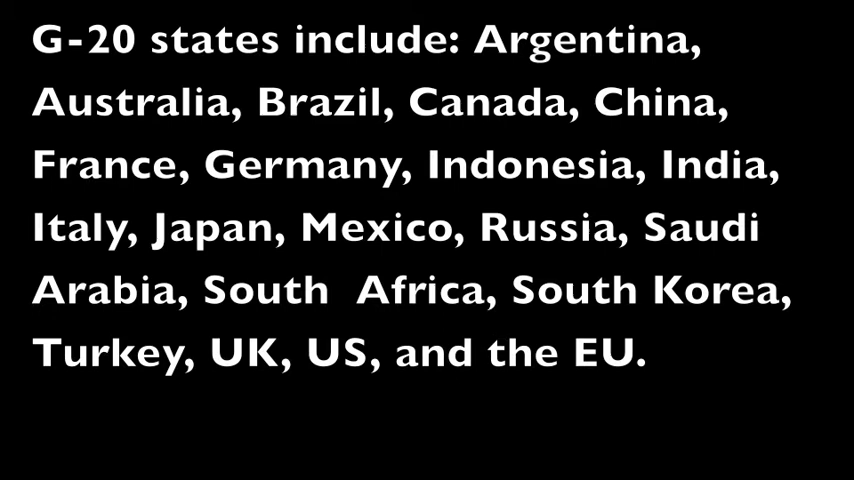 G-20 states include: Argentina,
Australia, Brazil, Canada, China,
France, Germany, Indonesia, India,
Italy, Japan, Mexico, Russia, Saudi
Arabia, South  Africa, South Korea,
Turkey, UK, US, and the EU.